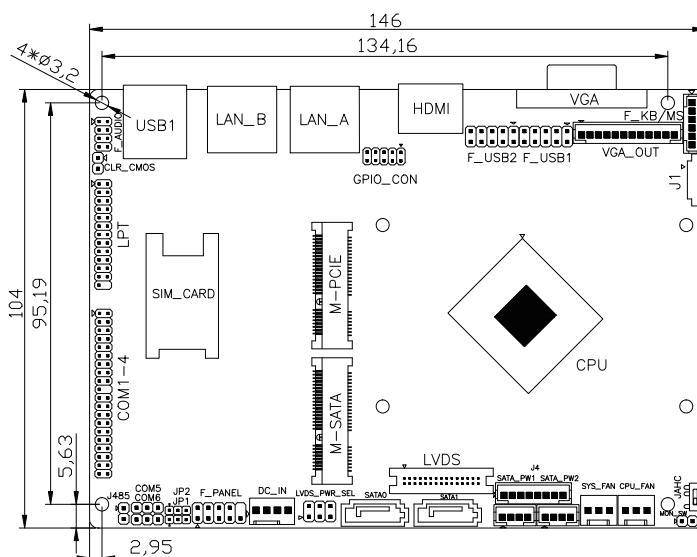 146
134,16
4*ø3,2
USB1
LAN_B
LAN_A
HDMI
VGA
F_KB/MS
F_AUDIO
CLR_CMOS
GPIO_CON
F_USB2 F_USB1
VGA_OUT
J1
LPT
SIM_CARD
M-PCIE
104
95,19
CPU
COM1-4
M-SATA
5,63
LVDS
J4
SATA_PW1 SATA_PW2
J485
COM5
COM6
JP2
JP1
F_PANEL
DC_IN
LVDS_PWR_SEL
SATA0
SATA1
SYS_FAN CPU_FAN
JAHC
MON_SW
2,95